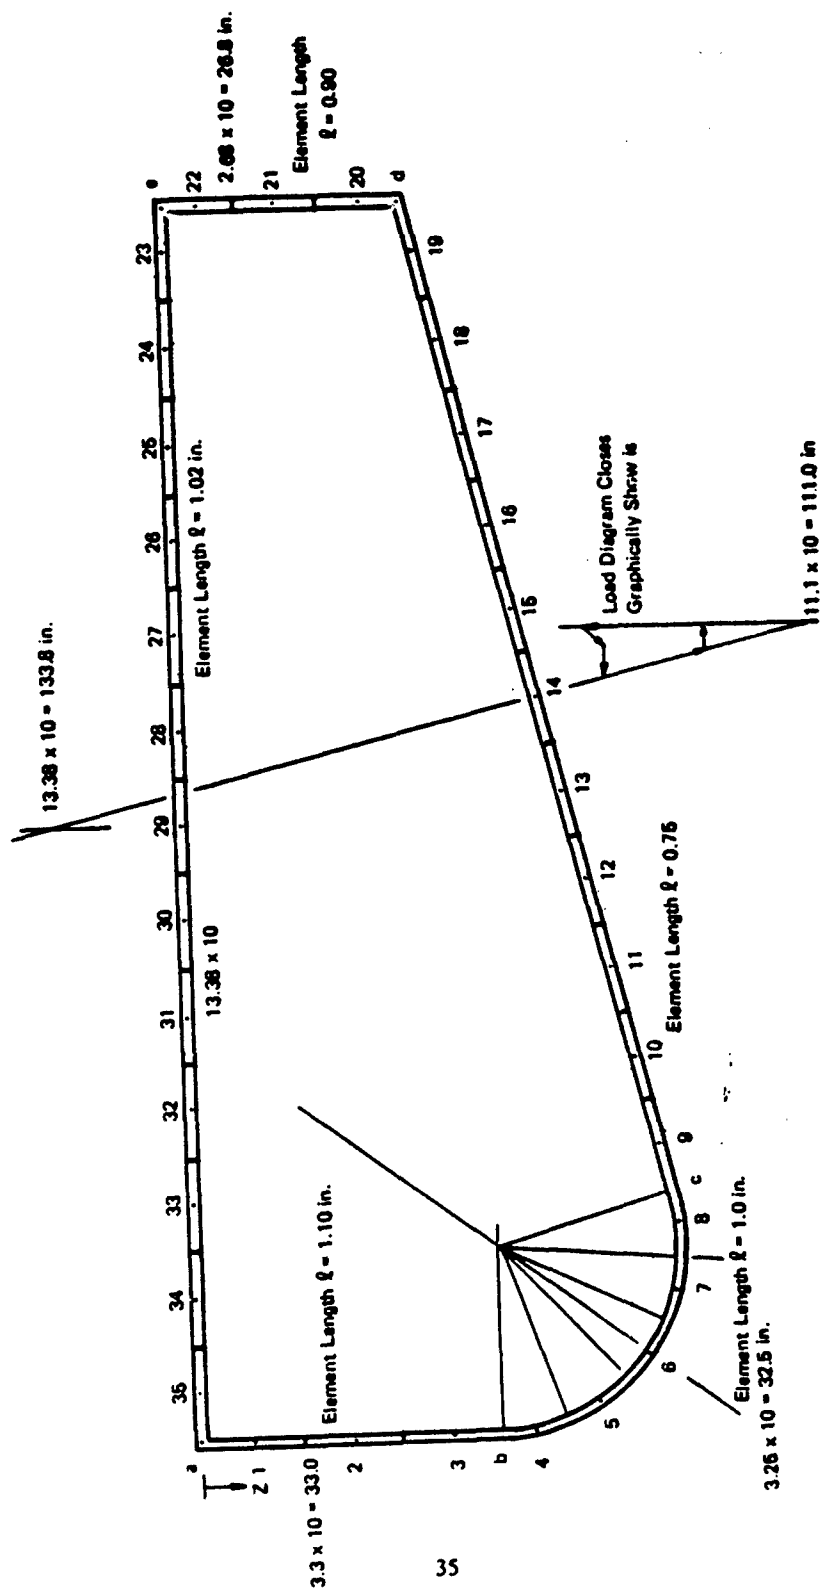 13.38 x 10 = 133.8 in.
e
22
2.68 x 10 = 26.8 in.
21
Element Length
ℓ = 0.90
20
d
23
24
25
26
27
28
29
30
31
32
33
34
35
Element Length ℓ = 1.02 in.
13.38 x 10
19
18
17
16
15
14
13
12
11
10
9
Load Diagram Closes
Graphically Show is
11.1 x 10 = 111.0 in
Element Length ℓ = 0.75
a
Z
1
2
3
b
4
5
6
7
8
c
Element Length ℓ = 1.10 in.
3.3 x 10 = 33.0
Element Length ℓ = 1.0 in.
3.25 x 10 = 32.5 in.
35